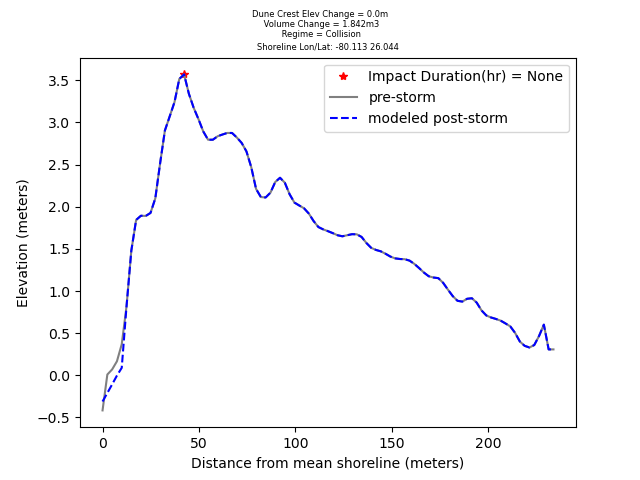 Dune Crest Elev Change = 0.0m
Volume Change = 1.842m3
Regime = Collision
Shoreline Lon/Lat: -80.113 26.044
Impact Duration(hr) = None
pre-storm
modeled post-storm
3.5
3.0
2.5
2.0
1.5
1.0
0.5
0.0
−0.5
Elevation (meters)
0 50 100 150 200
Distance from mean shoreline (meters)